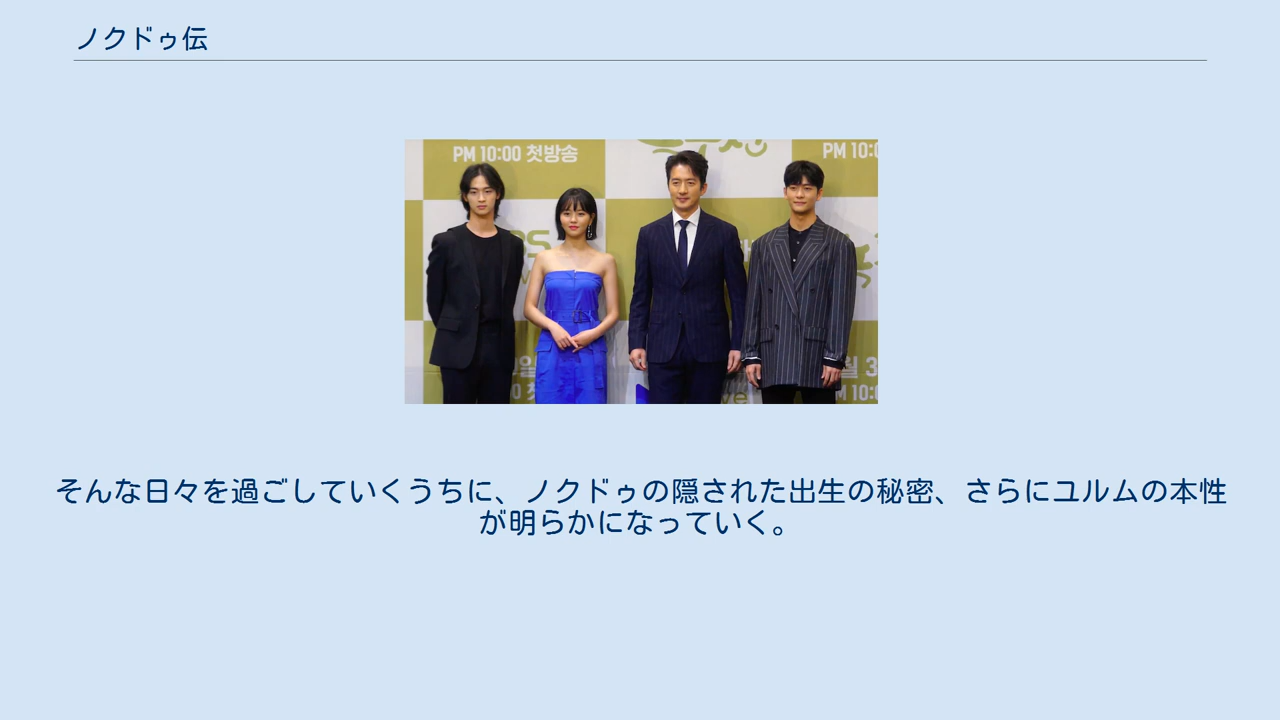 ノクドゥ伝
PM 10:00 첫방송
PM 10:0
そんな日々を過ごしていくうちに、ノクドゥの隠された出生の秘密、さらにユルムの本性
が明らかになっていく。